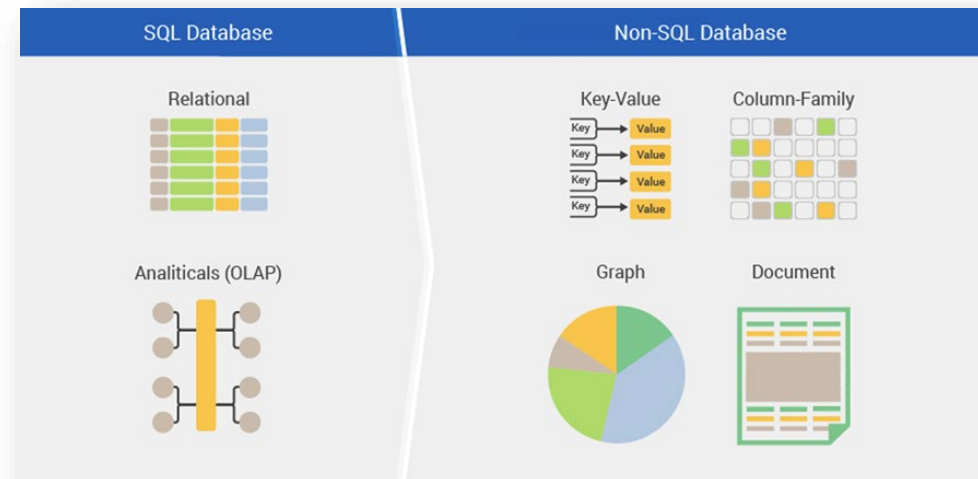 SQL Database
Non-SQL Database
Relational
Key-Value
Column-Family
Key
Value
Key
Value
Key
Value
Key
Value
Analiticals (OLAP)
Graph
Document